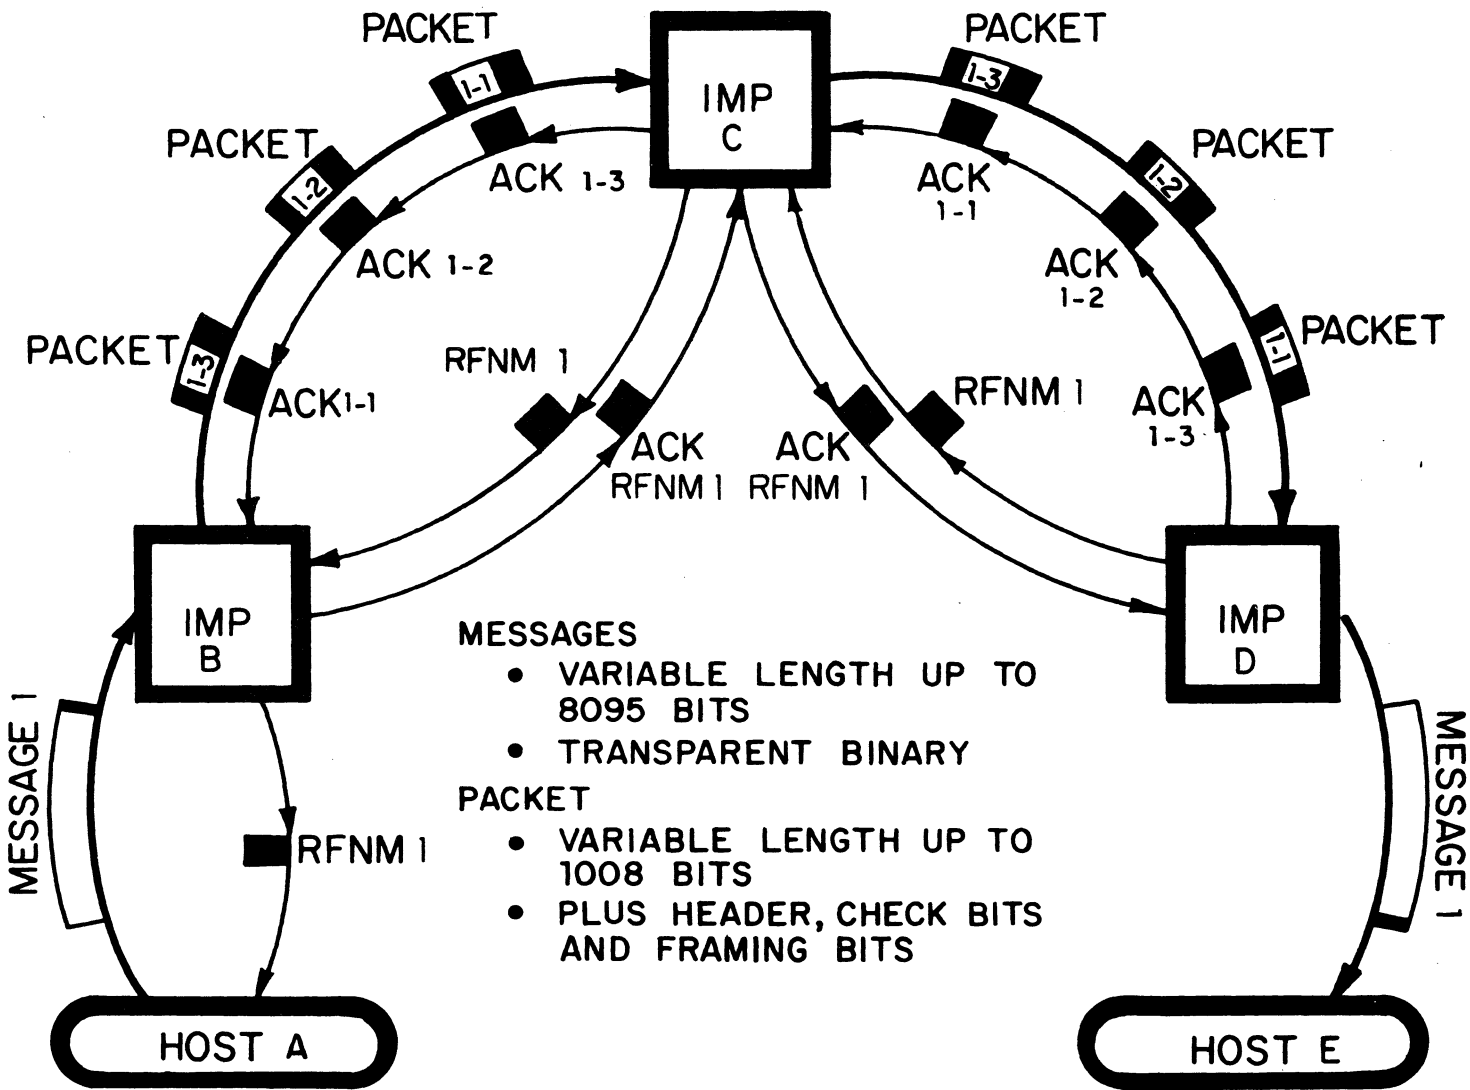 PACKET
1-1
IMP
C
PACKET
1-3
PACKET
1-2
ACK 1-3
ACK
1-1
PACKET
1-2
ACK 1-2
ACK
1-2
PACKET
1-3
ACK 1-1
RFNM 1
RFNM 1
ACK
1-3
PACKET
1-1
ACK
RFNM 1
ACK
RFNM 1
IMP
B
IMP
D
MESSAGES
• VARIABLE LENGTH UP TO
8095 BITS
• TRANSPARENT BINARY
PACKET
• VARIABLE LENGTH UP TO
1008 BITS
• PLUS HEADER, CHECK BITS
AND FRAMING BITS
MESSAGE 1
RFNM 1
MESSAGE 1
HOST A
HOST E